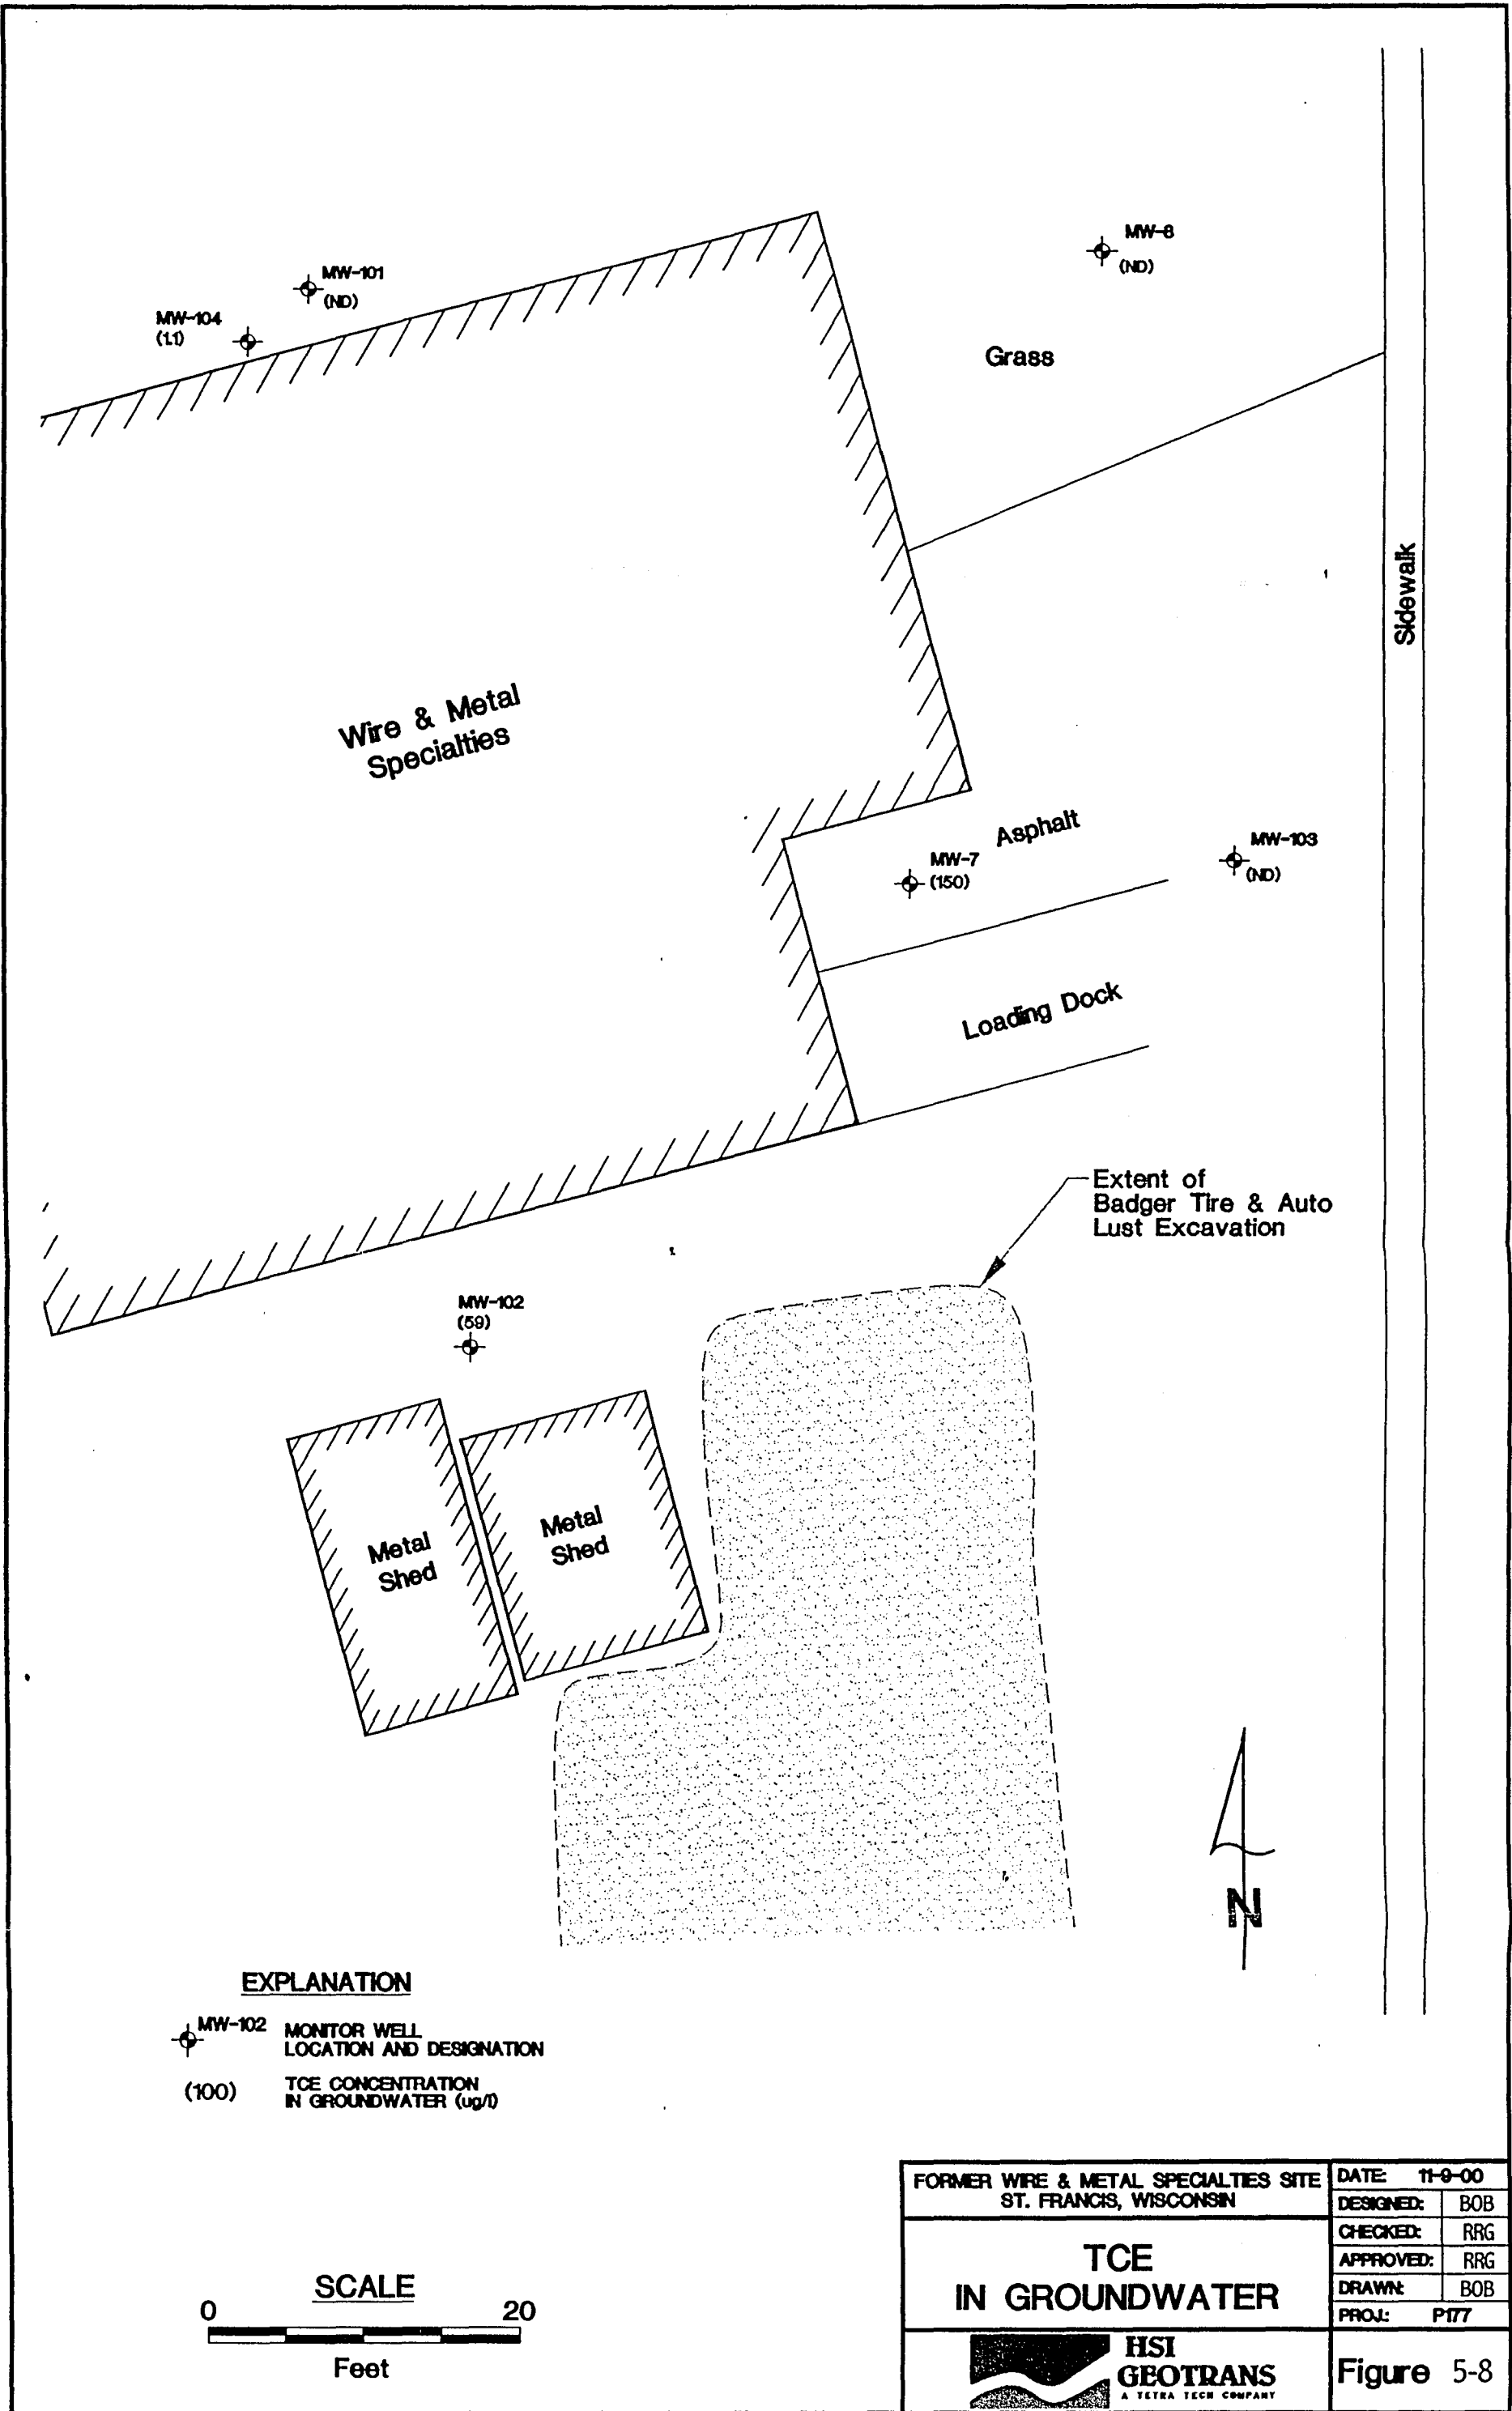 MW-8
(ND)
MW-101
(ND)
MW-104
(1.1)
Grass
Sidewalk
Wire & Metal
Specialties
Asphalt
MW-103
(ND)
MW-7
(150)
Loading Dock
Extent of
Badger Tire & Auto
Lust Excavation
MW-102
(59)
Metal
Shed
Metal
Shed
N
EXPLANATION
MW-102 MONITOR WELL
LOCATION AND DESIGNATION
(100) TCE CONCENTRATION
IN GROUNDWATER (ug/l)
SCALE
0 20
Feet
FORMER WIRE & METAL SPECIALTIES SITE
ST. FRANCIS, WISCONSIN
TCE
IN GROUNDWATER
HSI
GEOTRANS
A TETRA TECH COMPANY
DATE: 11-9-00
DESIGNED: BOB
CHECKED: RRG
APPROVED: RRG
DRAWN: BOB
PROJ.: P177
Figure 5-8